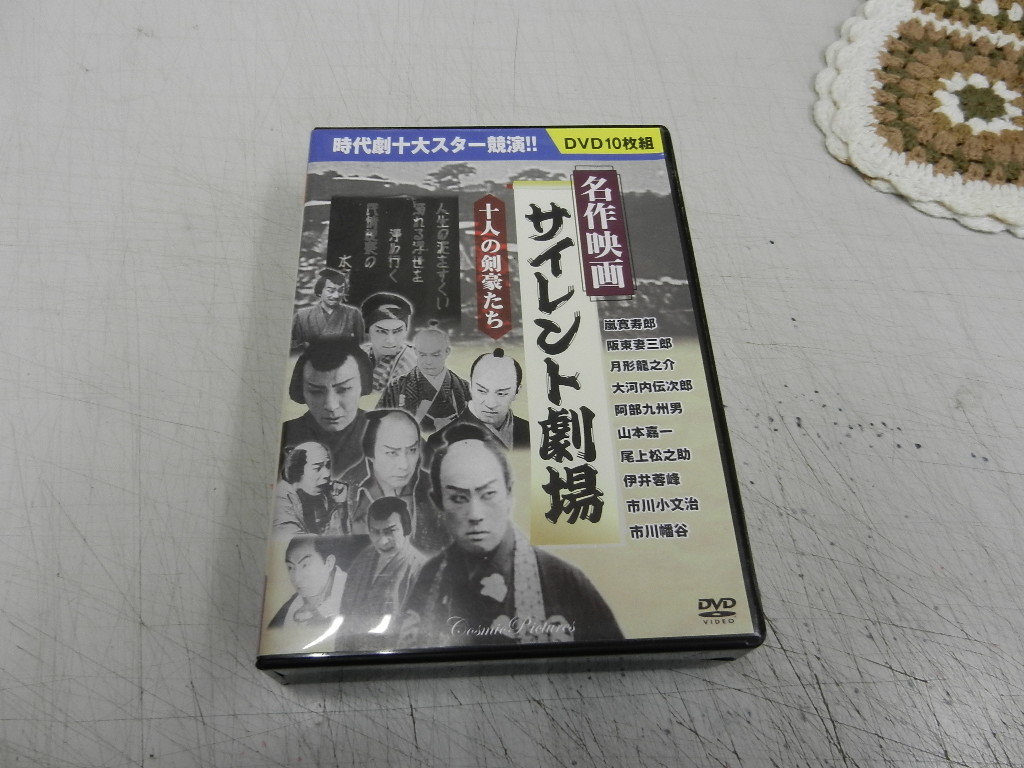 時代劇十大スター競演!!
DVD10枚組
名作映画
サイレント劇場
十人の剣豪たち
嵐寛寿郎
阪東妻三郎
月形龍之介
大河内伝次郎
阿部九州男
山本嘉一
尾上松之助
伊井蓉峰
市川小文治
市川幡谷
Cosmic Pictures
DVD
VIDEO